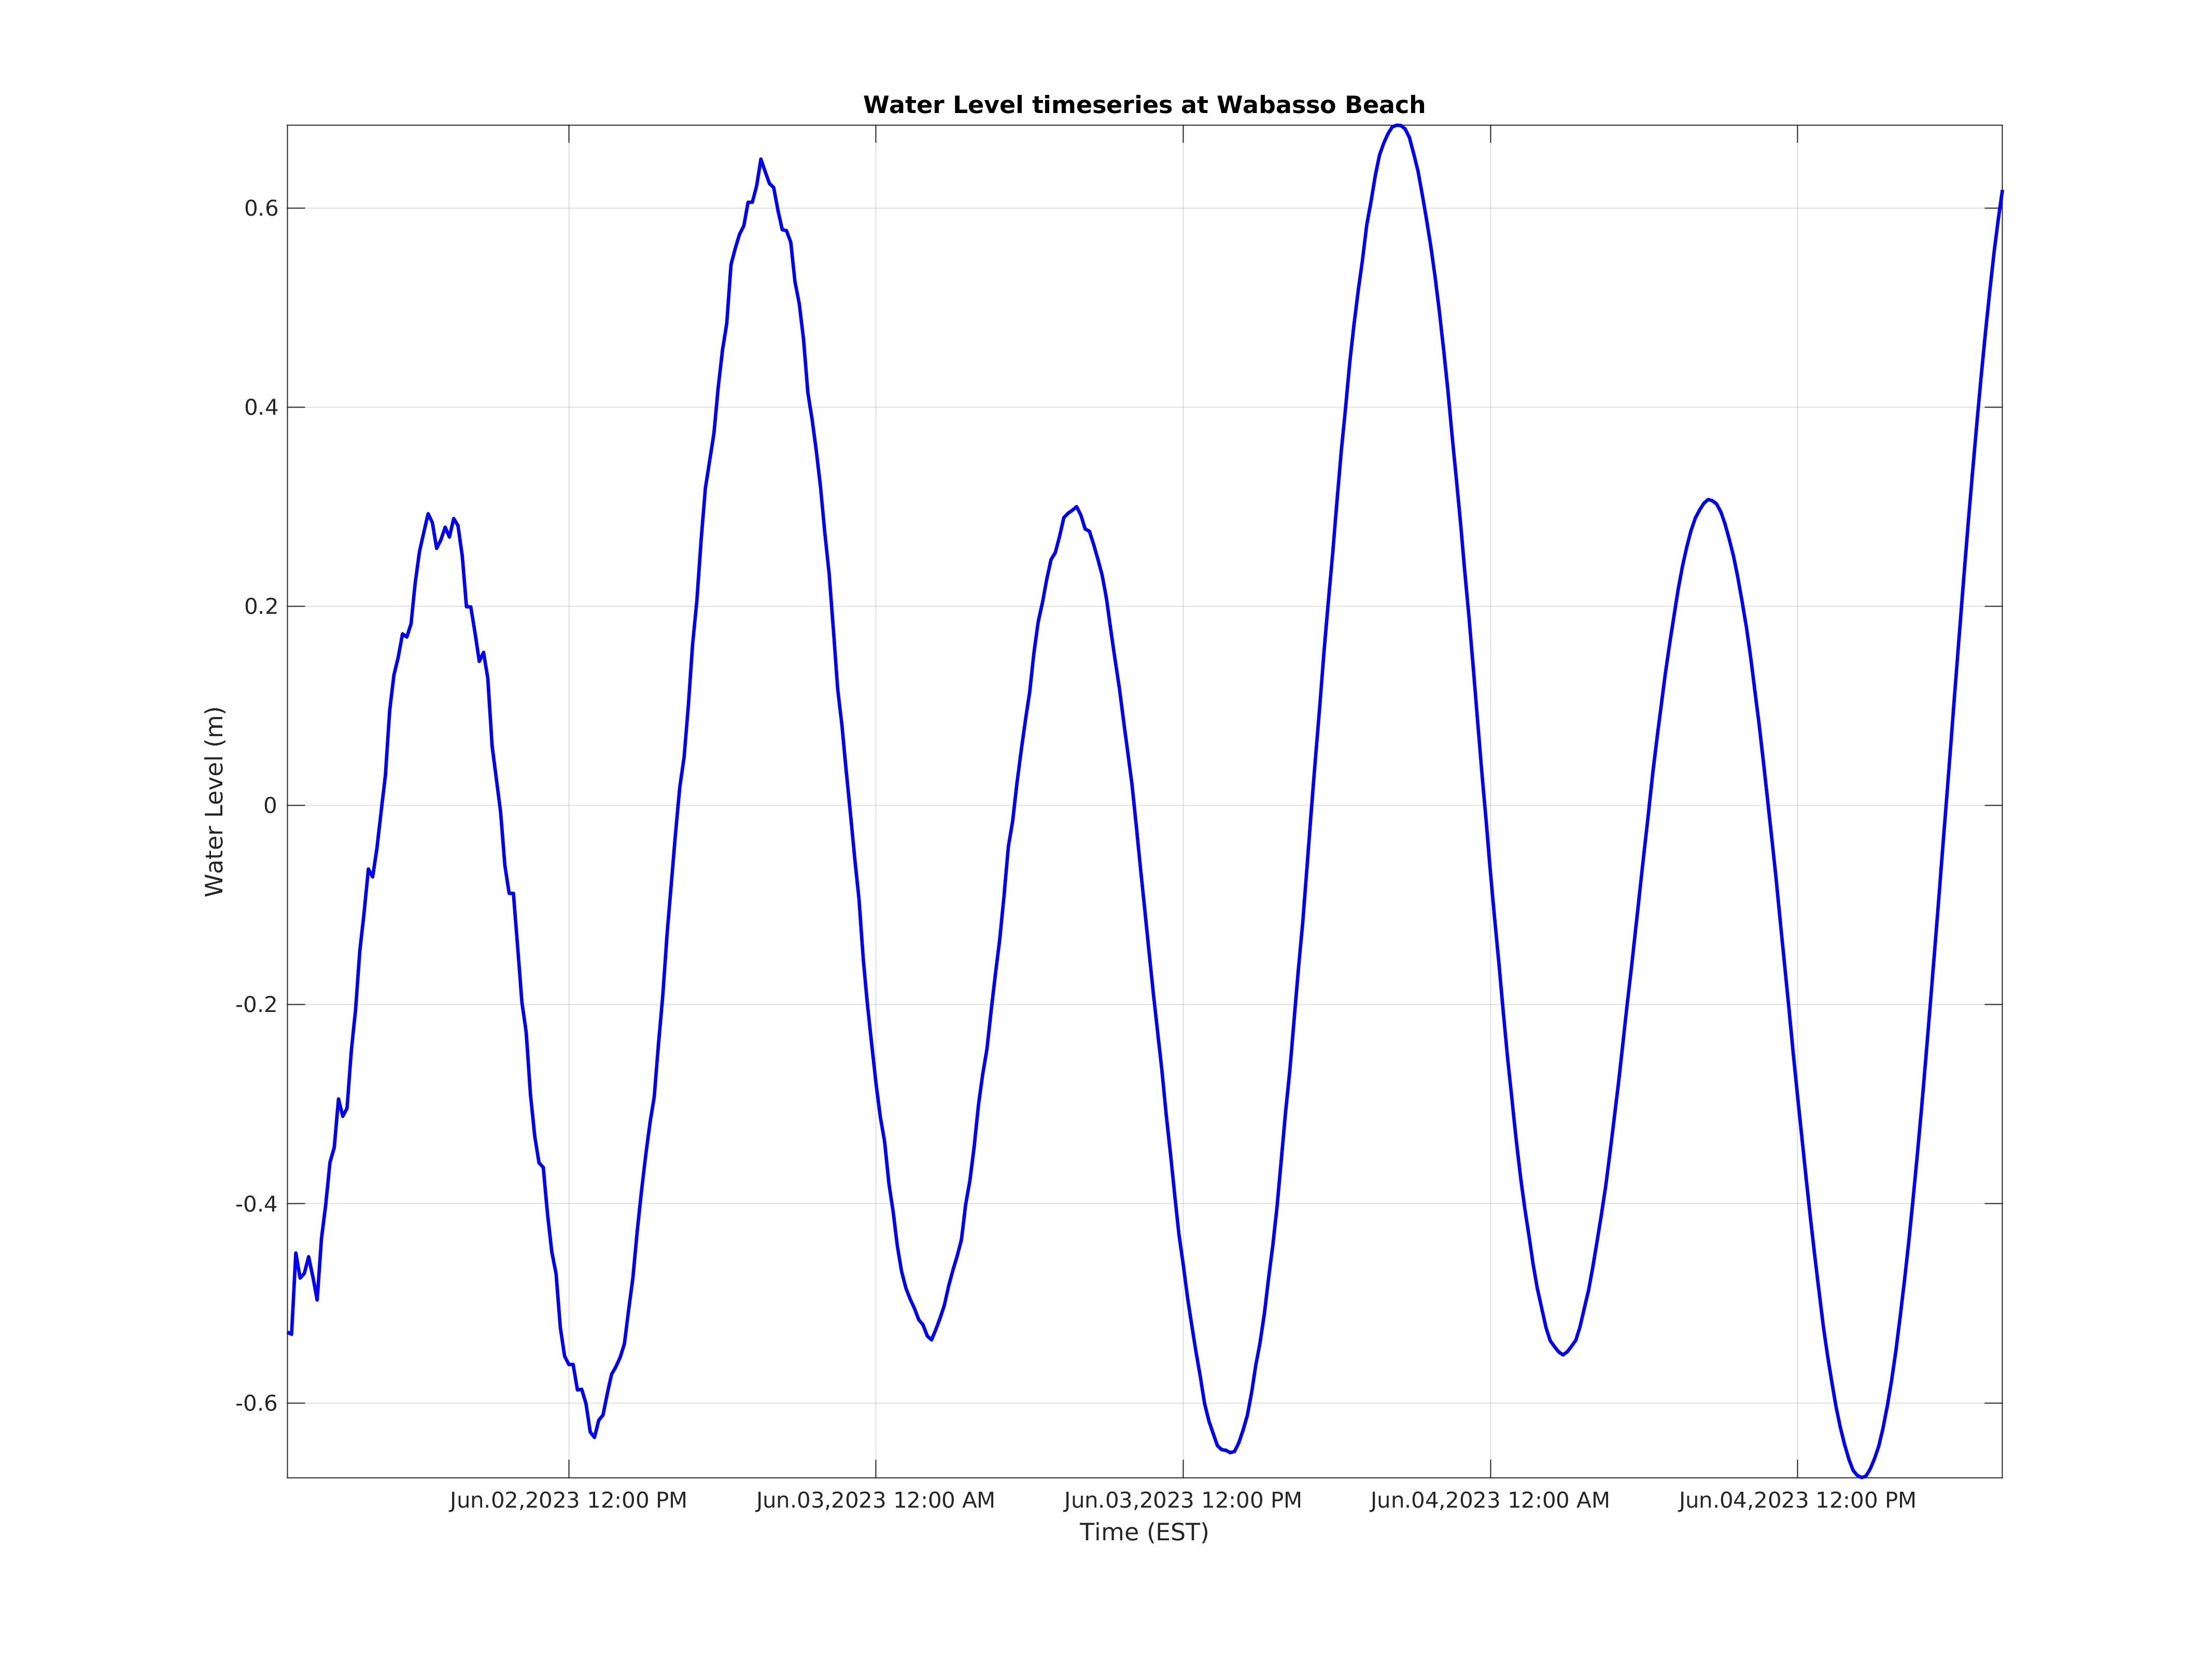 Water Level timeseries at Wabasso Beach
0.6
0.4
0.2
0
-0.2
-0.4
-0.6
Water Level (m)
Jun.02,2023 12:00 PM
Jun.03,2023 12:00 AM
Jun.03,2023 12:00 PM
Jun.04,2023 12:00 AM
Jun.04,2023 12:00 PM
Time (EST)